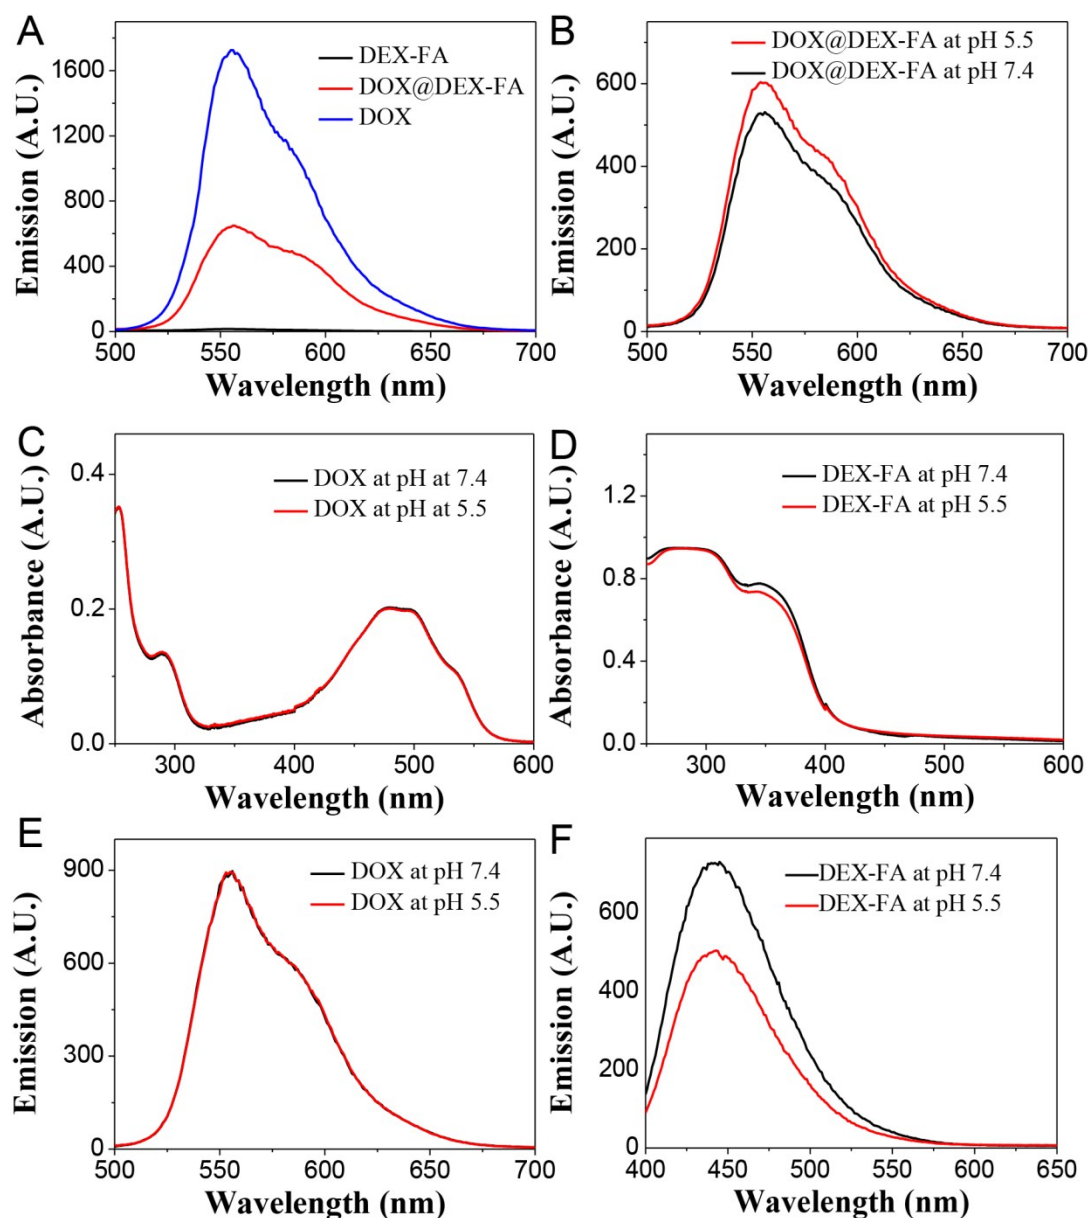 A
DEX-FA
DOX@DEX-FA
DOX
1600
1200
800
400
0
500
550
600
650
700
Emission (A.U.)
Wavelength (nm)
B
DOX@DEX-FA at pH 5.5
DOX@DEX-FA at pH 7.4
600
400
200
0
500
550
600
650
700
Emission (A.U.)
Wavelength (nm)
C
DOX at pH at 7.4
DOX at pH at 5.5
0.4
0.2
0.0
300
400
500
600
Absorbance (A.U.)
Wavelength (nm)
D
DEX-FA at pH 7.4
DEX-FA at pH 5.5
1.2
0.8
0.4
0.0
300
400
500
600
Absorbance (A.U.)
Wavelength (nm)
E
DOX at pH 7.4
DOX at pH 5.5
900
600
300
0
500
550
600
650
700
Emission (A.U.)
Wavelength (nm)
F
DEX-FA at pH 7.4
DEX-FA at pH 5.5
600
400
200
0
400
450
500
550
600
650
Emission (A.U.)
Wavelength (nm)